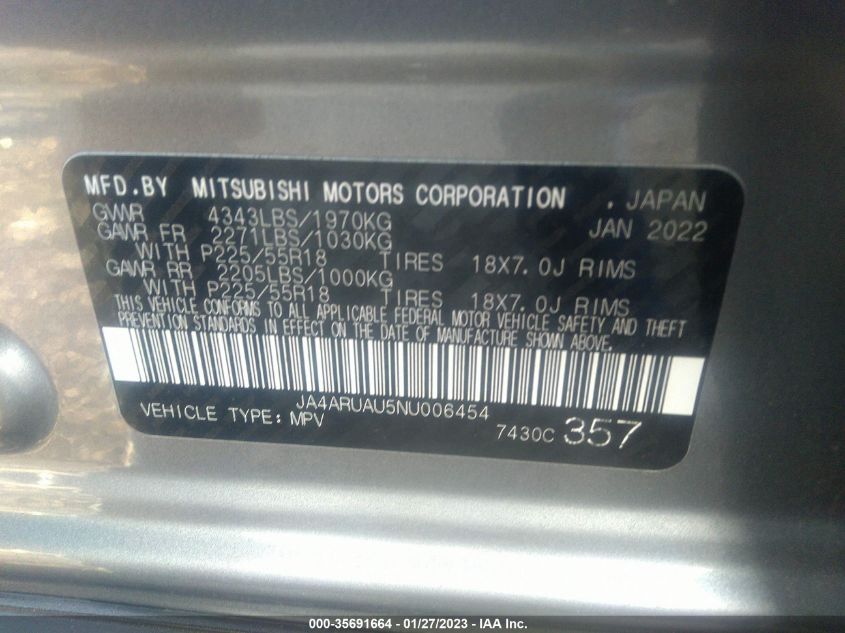 MFD.BY MITSUBISHI MOTORS CORPORATION . JAPAN
GVWR 4343LBS/1970KG JAN 2022
GAWR FR 2271LBS/1030KG
WITH P225/55R18 TIRES 18X7.0J RIMS
GAWR RR 2205LBS/1000KG
WITH P225/55R18 TIRES 18X7.0J RIMS
THIS VEHICLE CONFORMS TO ALL APPLICABLE FEDERAL MOTOR VEHICLE SAFETY AND THEFT
PREVENTION STANDARDS IN EFFECT ON THE DATE OF MANUFACTURE SHOWN ABOVE.
JA4ARUAU5NU006454
VEHICLE TYPE: MPV 7430C 357
000-35691664 - 01/27/2023 - IAA Inc.